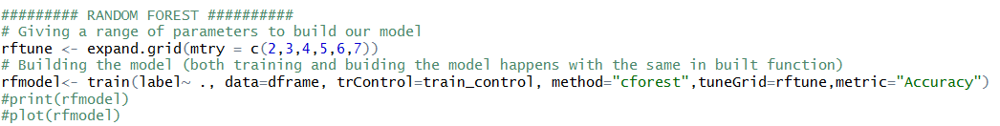 ######### RANDOM FOREST ##########
# Giving a range of parameters to build our model
rftune <- expand.grid(mtry = c(2,3,4,5,6,7))
# Building the model (both training and buiding the model happens with the same in built function)
rfmodel<- train(label~ ., data=dframe, trControl=train_control, method="cforest",tuneGrid=rftune,metric="Accuracy")
#print(rfmodel)
#plot(rfmodel)